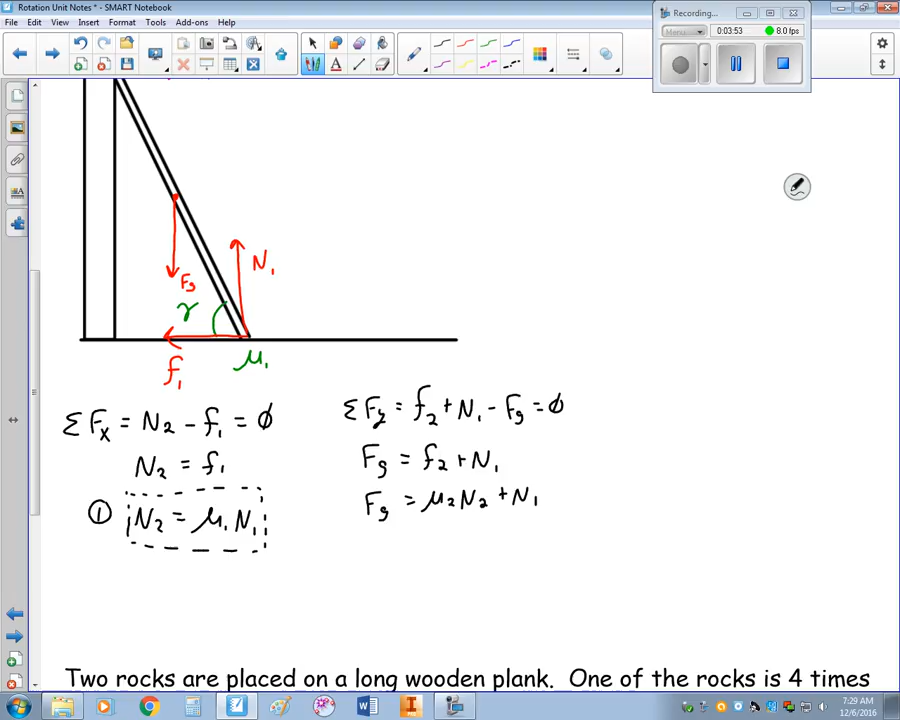 Rotation Unit Notes * - SMART Notebook
File Edit View Insert Format Tools Add-ons Help
Recording...
Menu
0:03:53 8.0 fps
N₁
Fg
γ
μ₁
f₁
ΣFx = N₂ - f₁ = ∅
N₂ = f₁
① N₂ = μ₁N₁
ΣFy = f₂ + N₁ - Fg = ∅
Fg = f₂ + N₁
Fg = μ₂N₂ + N₁
Two rocks are placed on a long wooden plank. One of the rocks is 4 times
7:29 AM
12/6/2016